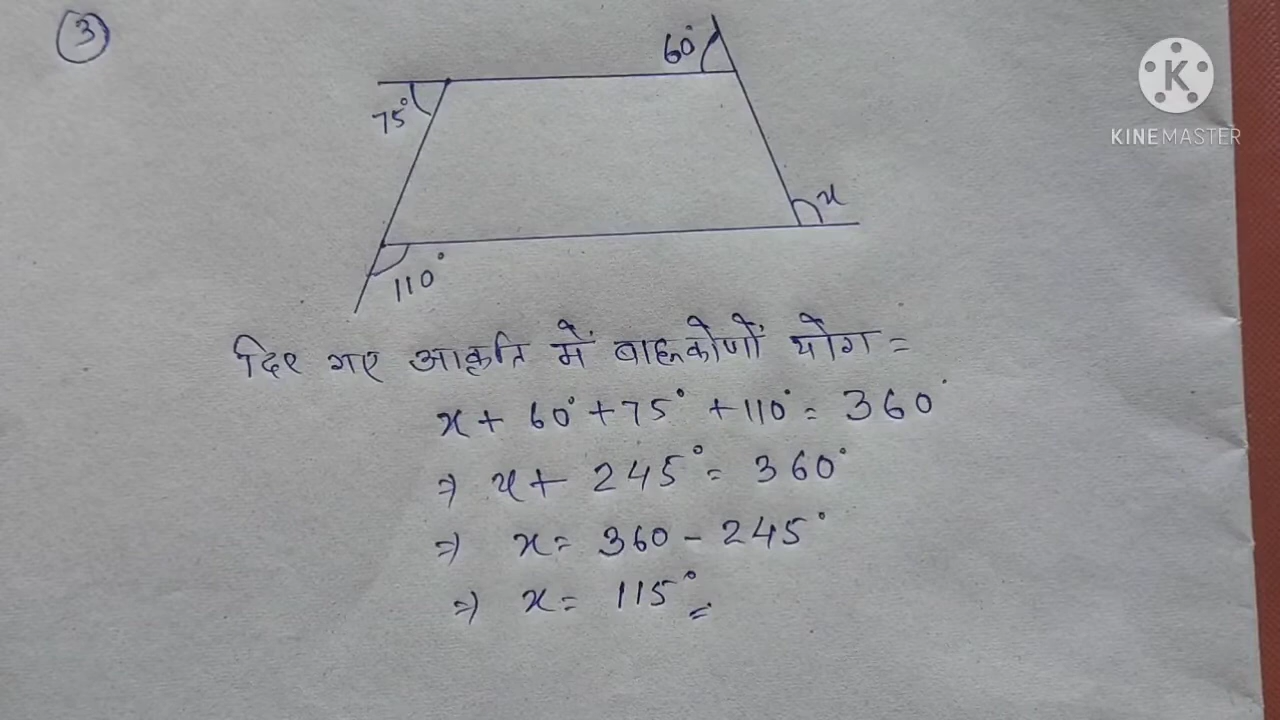 3
60°
75°
x
110°
दिए गए आकृति में बाह्यकोणों योग =
x + 60° + 75° + 110° = 360°
⇒ x + 245° = 360°
⇒ x = 360 - 245°
⇒ x = 115°
K
KINEMASTER